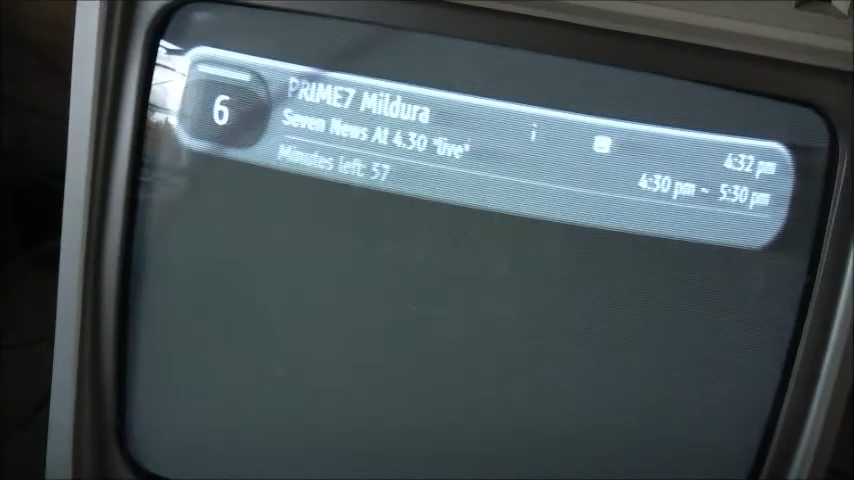 6
PRIME7 Mildura
4:32 pm
Seven News At 4.30 *live*
4:30 pm ~ 5:30 pm
Minutes left: 57